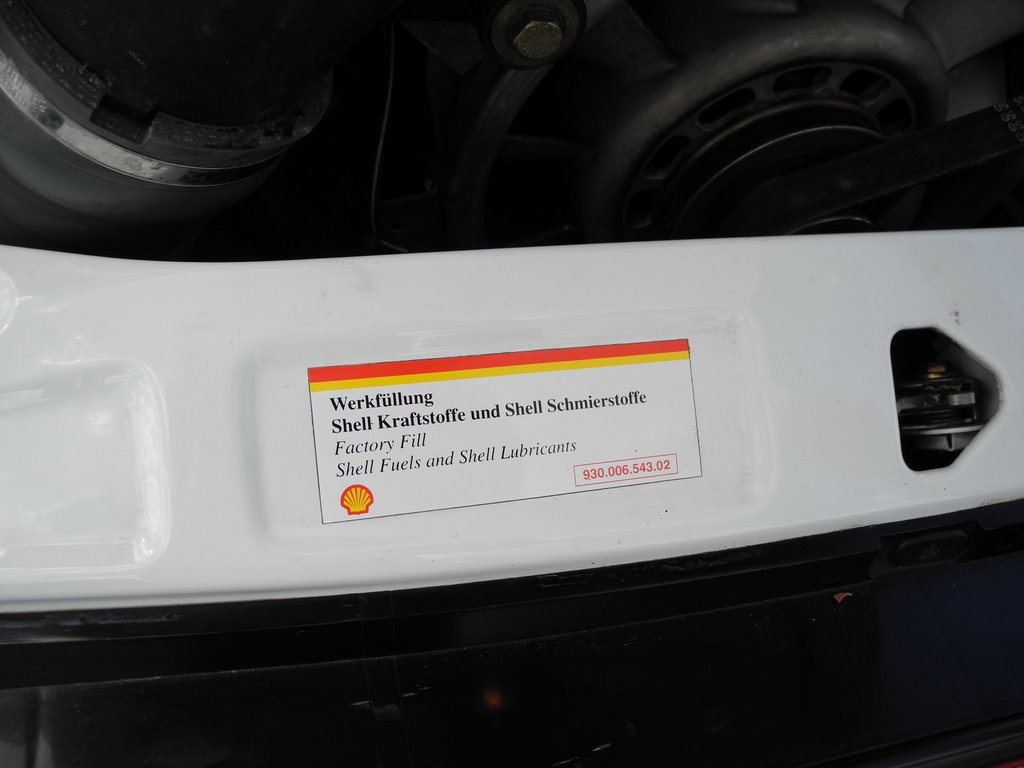 Werkfüllung
Shell Kraftstoffe und Shell Schmierstoffe
Factory Fill
Shell Fuels and Shell Lubricants
930.006.543.02